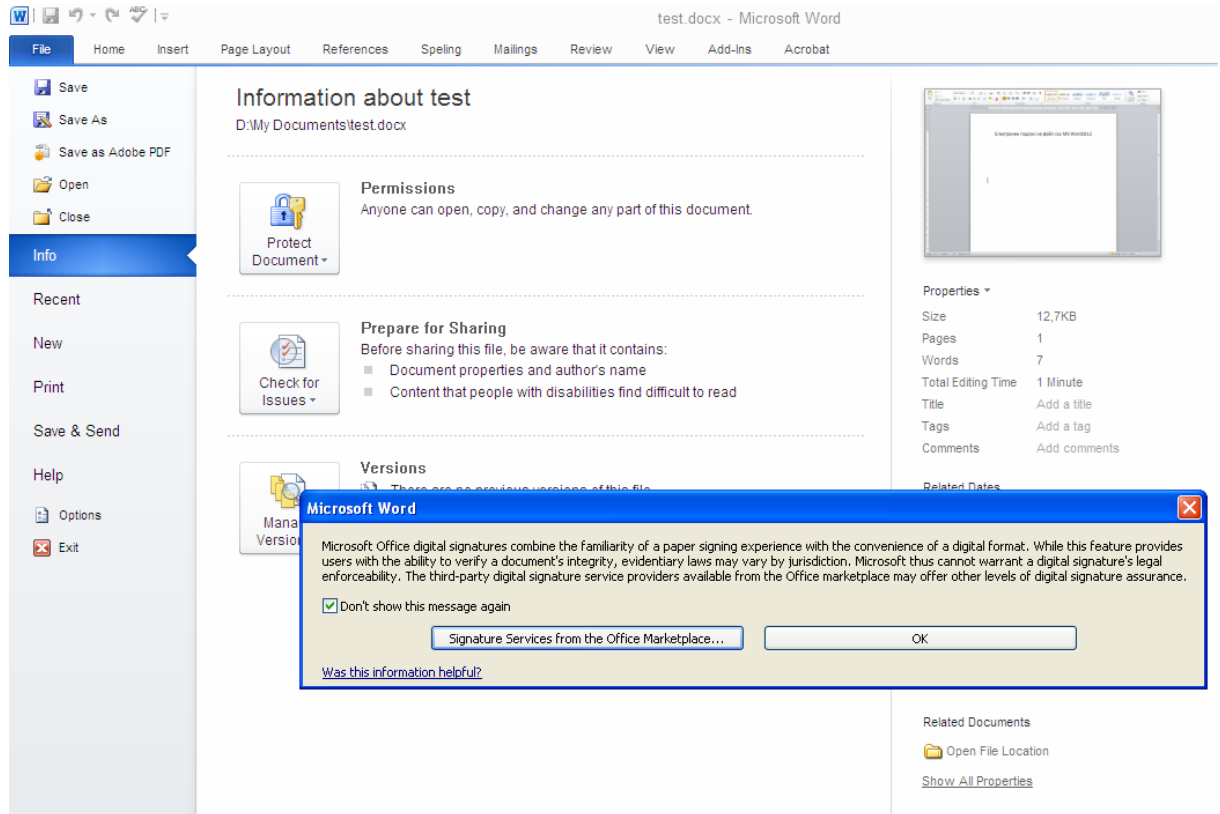 W
ABC
test.docx - Microsoft Word
File Home Insert Page Layout References Speling Mailings Review View Add-Ins Acrobat
Save
Save As
Save as Adobe PDF
Open
Close
Info
Recent
New
Print
Save & Send
Help
Options
Exit
Information about test
D:\My Documents\test.docx
Protect
Document
Permissions
Anyone can open, copy, and change any part of this document.
Check for
Issues
Prepare for Sharing
Before sharing this file, be aware that it contains:
Document properties and author's name
Content that people with disabilities find difficult to read
Mana
Version
Versions
There are no previous versions of this file.
Properties
Size 12,7KB
Pages 1
Words 7
Total Editing Time 1 Minute
Title Add a title
Tags Add a tag
Comments Add comments
Related Dates
Microsoft Word
Microsoft Office digital signatures combine the familiarity of a paper signing experience with the convenience of a digital format. While this feature provides
users with the ability to verify a document's integrity, evidentiary laws may vary by jurisdiction. Microsoft thus cannot warrant a digital signature's legal
enforceability. The third-party digital signature service providers available from the Office marketplace may offer other levels of digital signature assurance.
Don't show this message again
Signature Services from the Office Marketplace...
OK
Was this information helpful?
Related Documents
Open File Location
Show All Properties